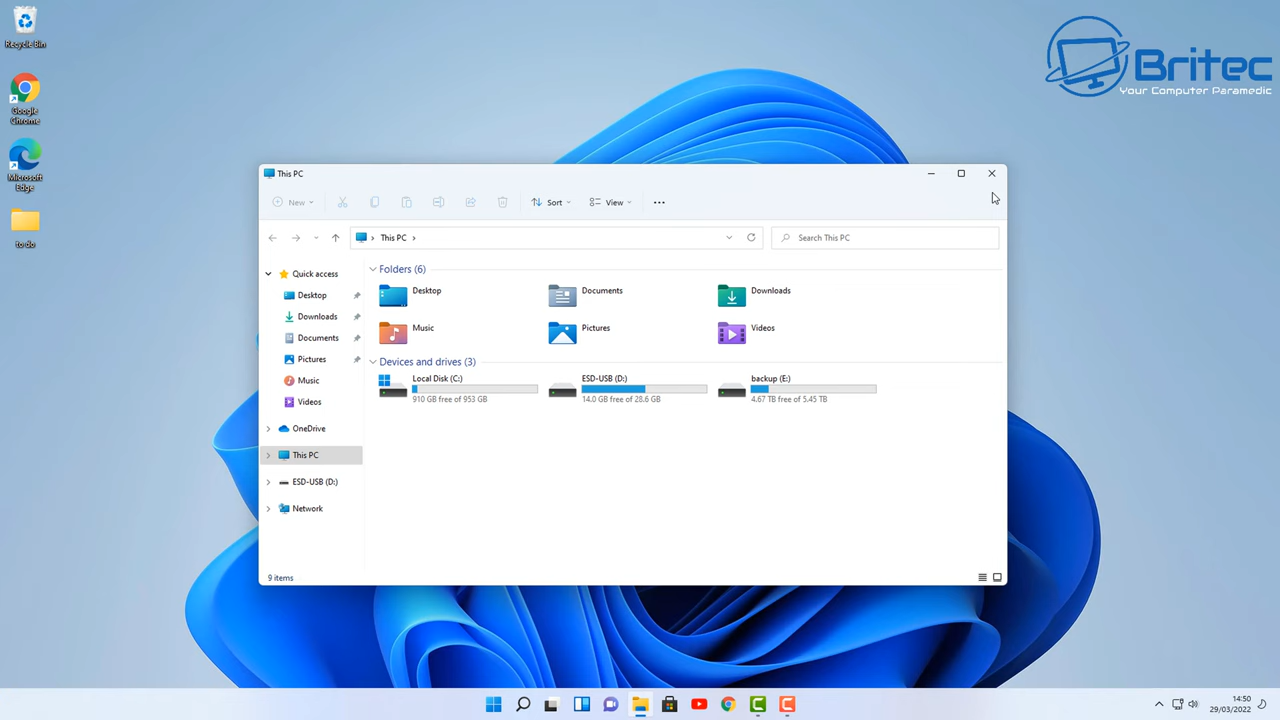 Recycle Bin
Google
Chrome
Microsoft
Edge
to do
Britec
Your Computer Paramedic
This PC
New
Sort
View
This PC
Search This PC
Quick access
Desktop
Downloads
Documents
Pictures
Music
Videos
OneDrive
This PC
ESD-USB (D:)
Network
Folders (6)
Desktop
Documents
Downloads
Music
Pictures
Videos
Devices and drives (3)
Local Disk (C:)
910 GB free of 953 GB
ESD-USB (D:)
14.0 GB free of 28.6 GB
backup (E:)
4.67 TB free of 5.45 TB
9 items
14:50
29/03/2022